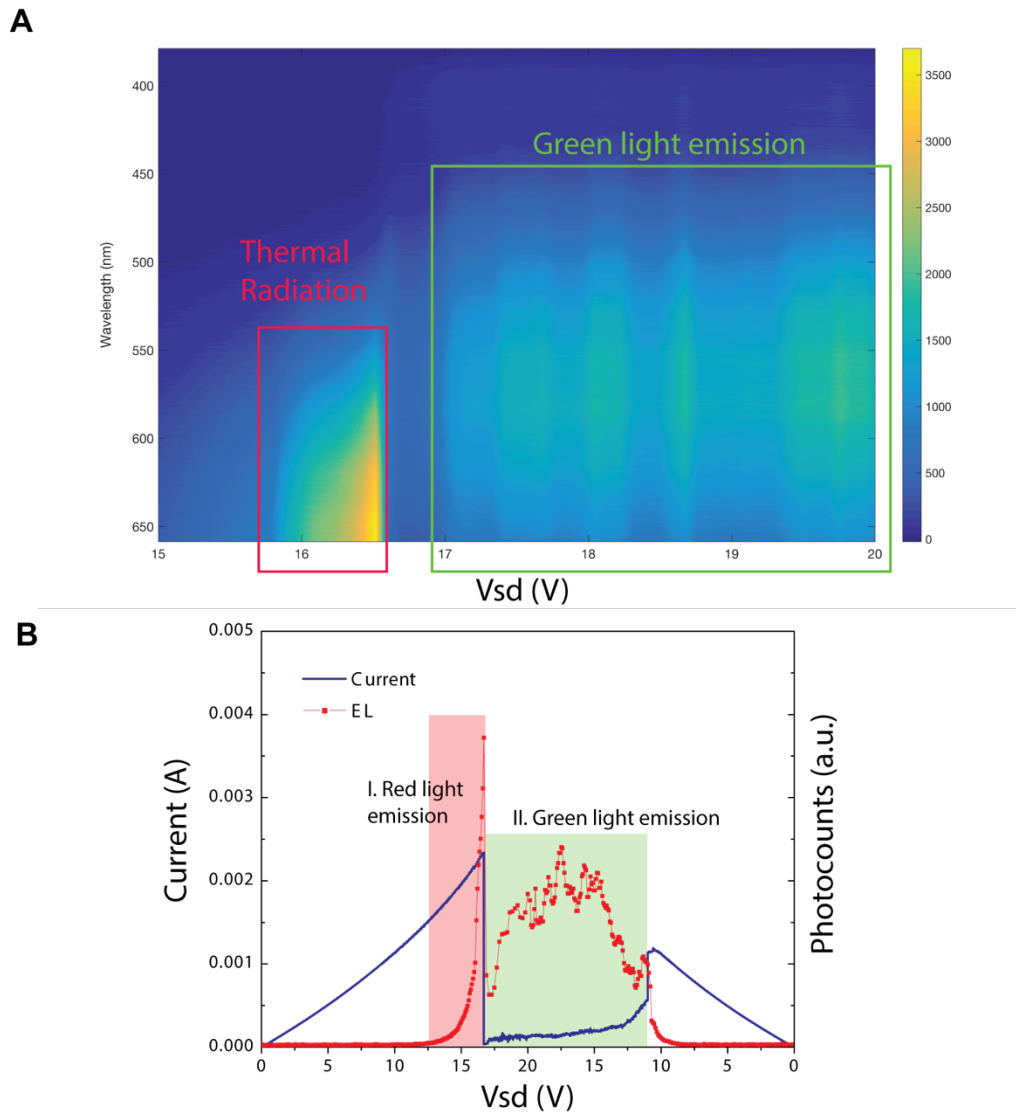 A
Green light emission
Thermal
Radiation
Wavelength (nm)
400
450
500
550
600
650
15
16
17
18
19
20
Vsd (V)
3500
3000
2500
2000
1500
1000
500
0
B
0.005
0.004
0.003
0.002
0.001
0.000
Current (A)
Current
EL
I. Red light
emission
II. Green light emission
Photocounts (a.u.)
0
5
10
15
20
15
10
5
0
Vsd (V)